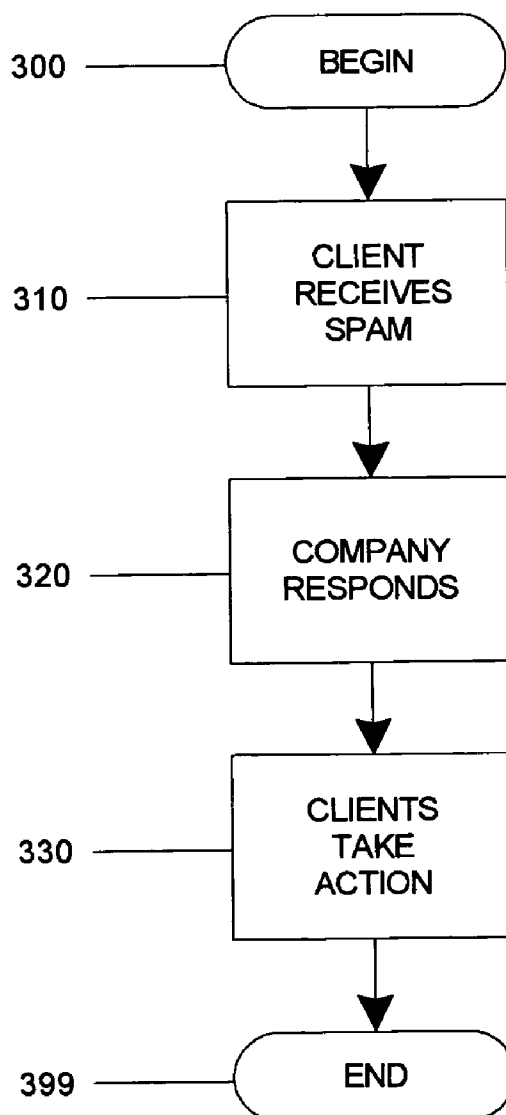 300
BEGIN
310
CLIENT
RECEIVES
SPAM
320
COMPANY
RESPONDS
330
CLIENTS
TAKE
ACTION
399
END